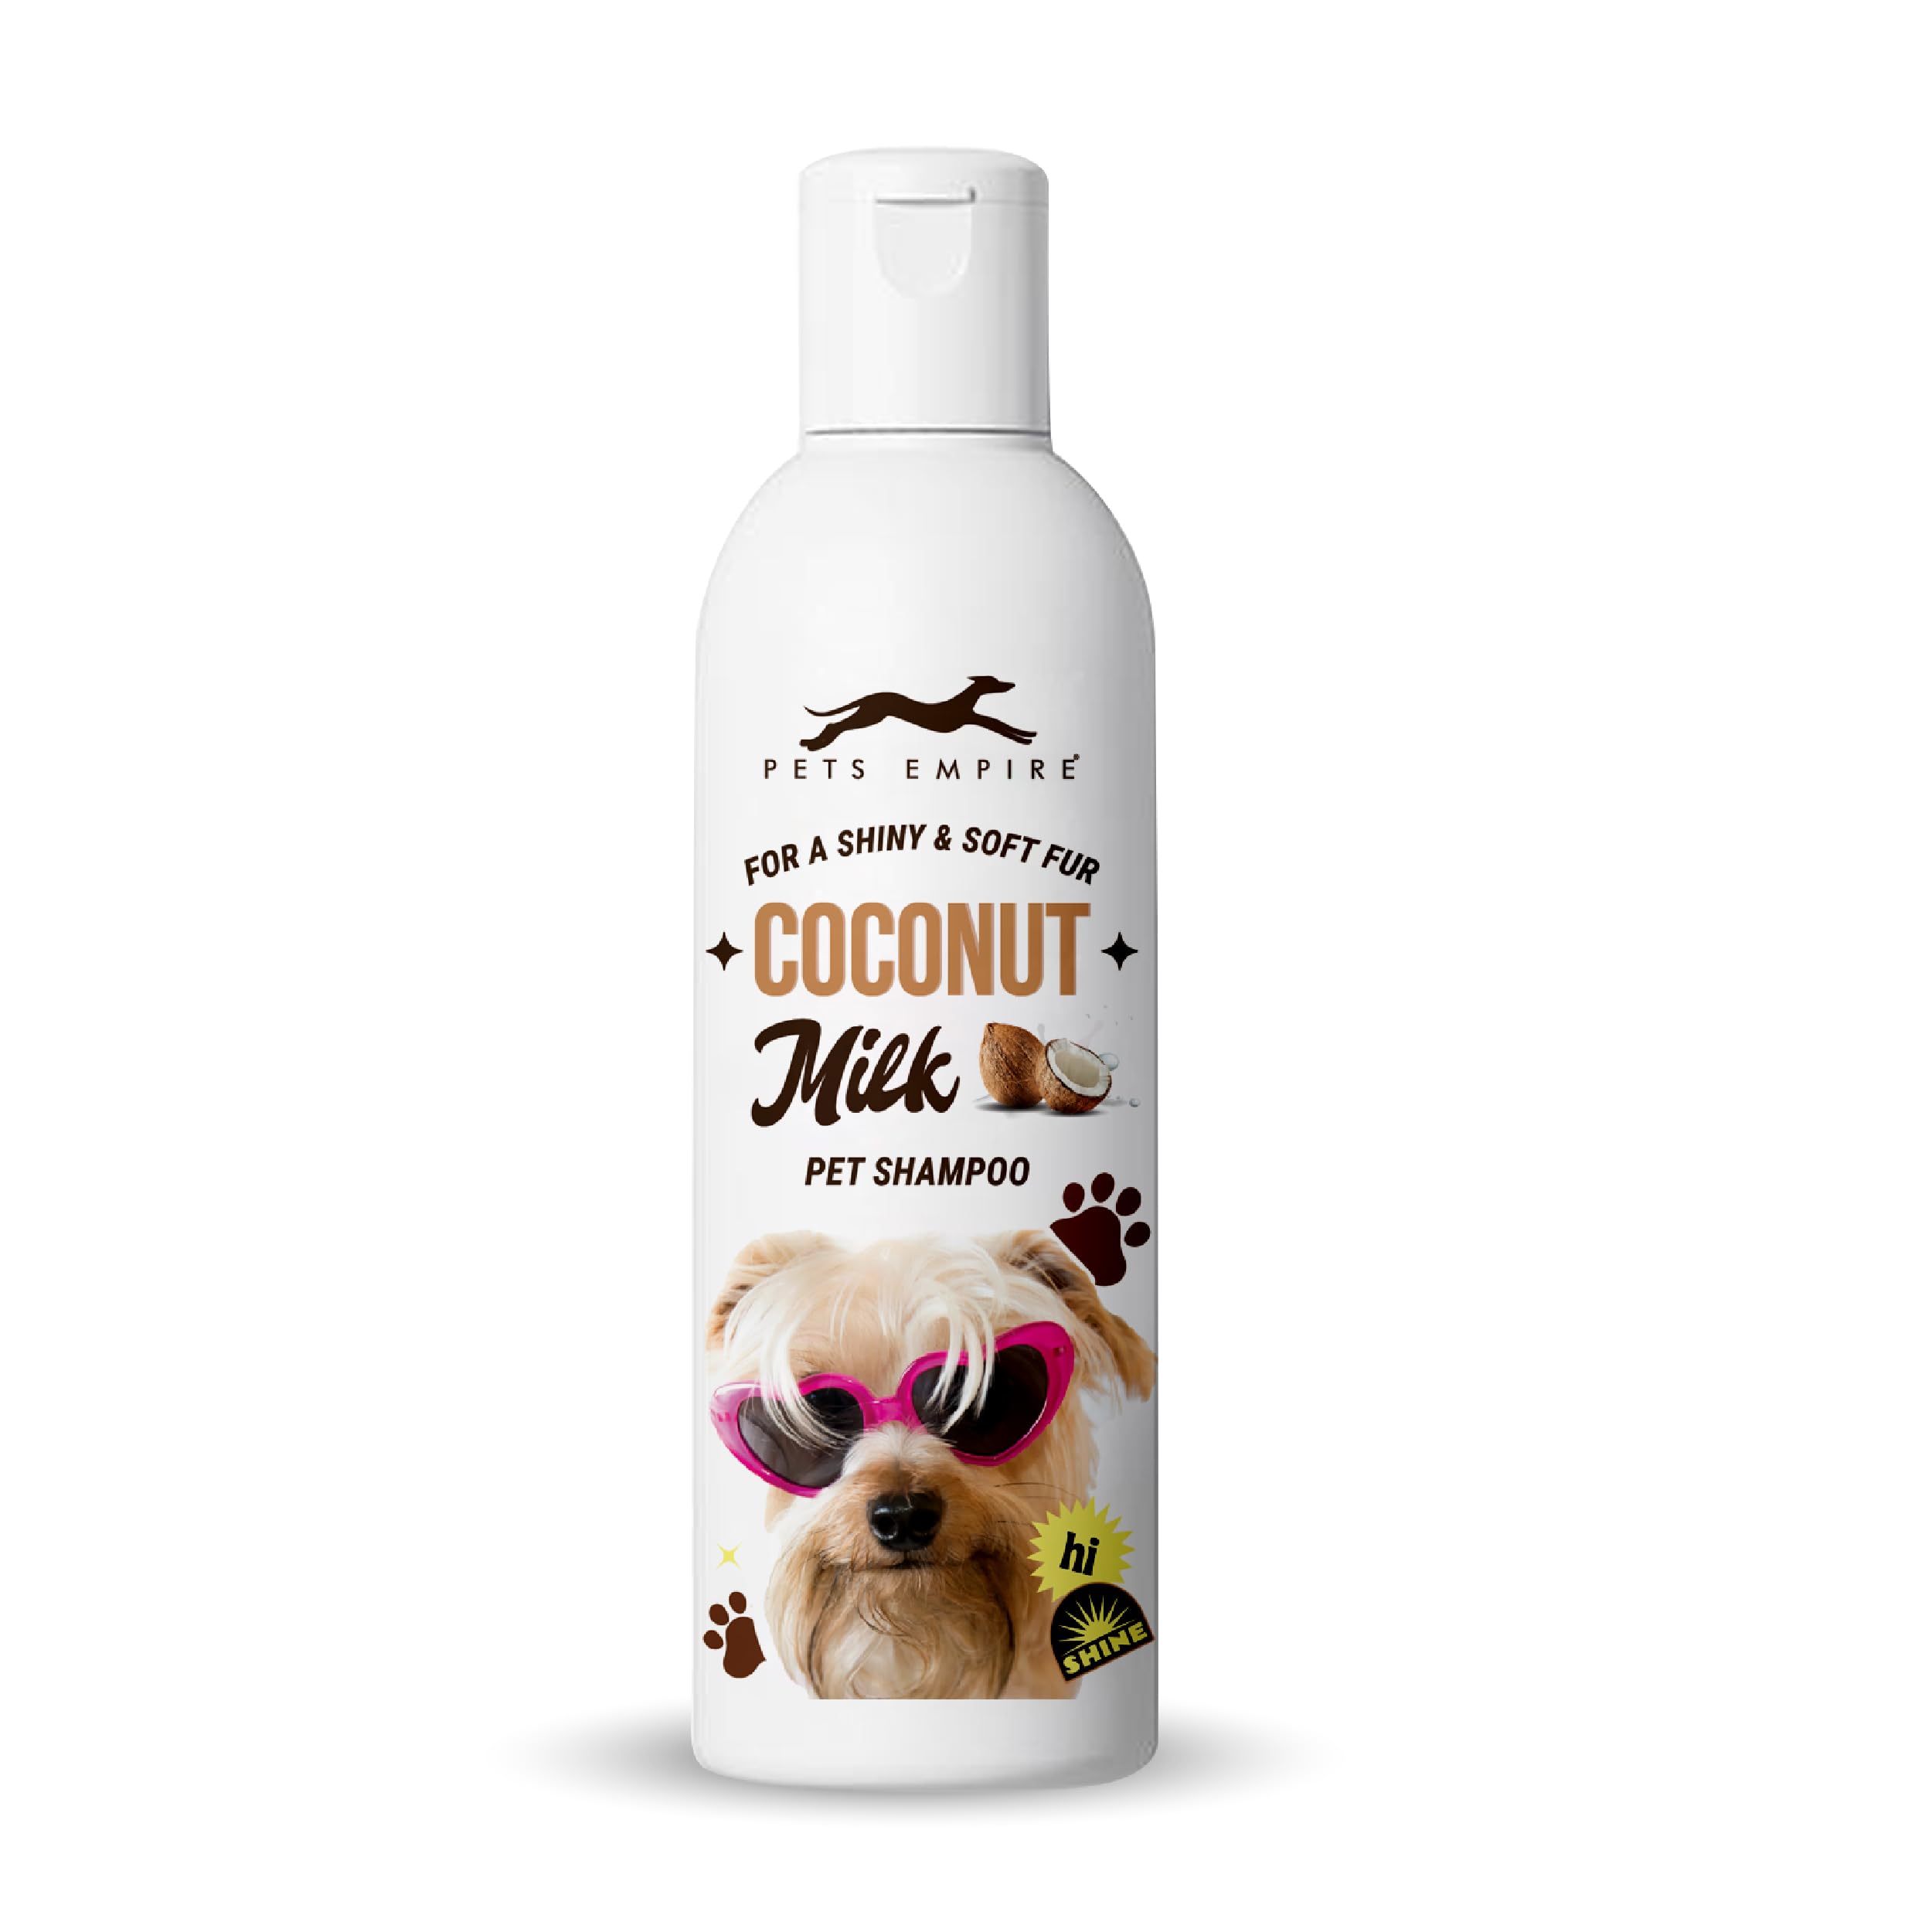 PETS EMPIRE
FOR A SHINY & SOFT FUR
COCONUT
Milk
PET SHAMPOO
hi
SHINE